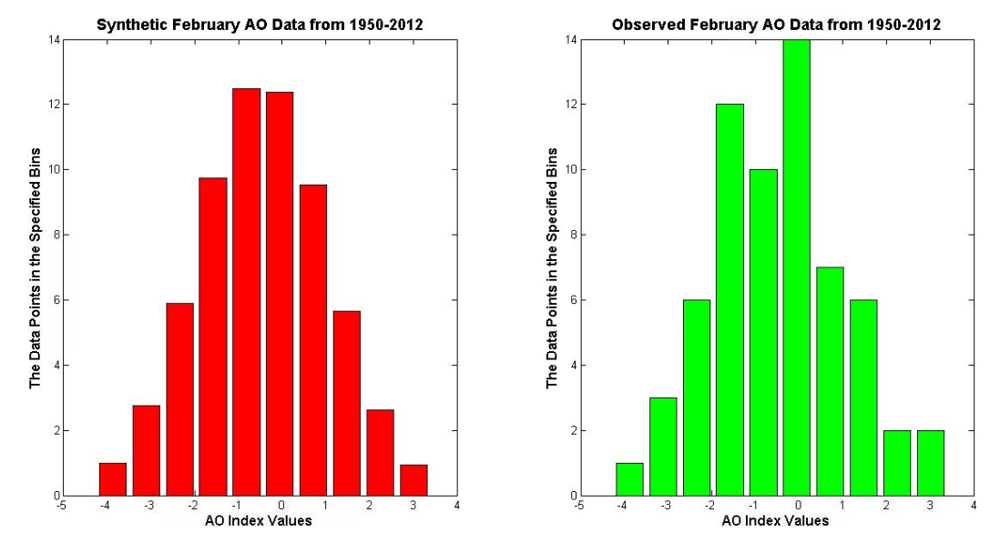 Synthetic February AO Data from 1950-2012
The Data Points in the Specified Bins
14
12
10
8
6
4
2
0
-5 -4 -3 -2 -1 0 1 2 3 4
AO Index Values
Observed February AO Data from 1950-2012
The Data Points in the Specified Bins
14
12
10
8
6
4
2
0
-5 -4 -3 -2 -1 0 1 2 3 4
AO Index Values